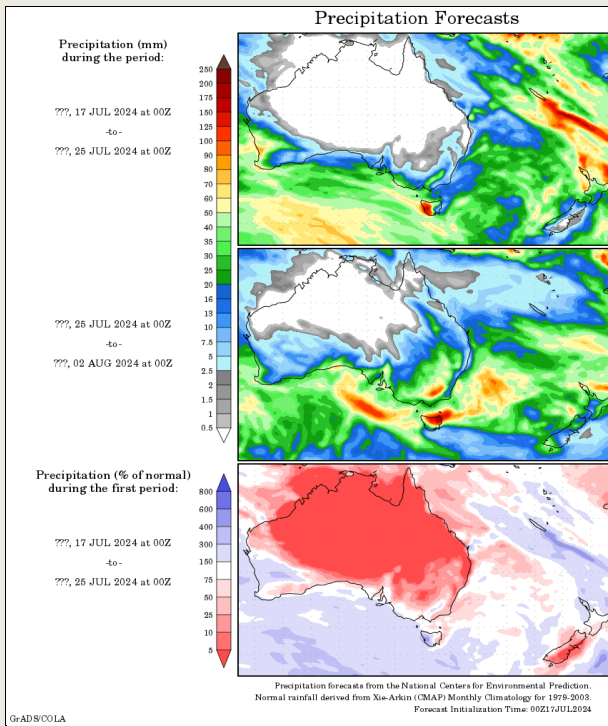 Precipitation Forecasts
Precipitation (mm)
during the period:
???, 17 JUL 2024 at 00Z
-to-
???, 25 JUL 2024 at 00Z
250
200
175
150
125
100
90
80
70
60
50
40
35
30
25
20
16
13
10
7.5
5
2.5
2
1.5
1
0.5
???, 25 JUL 2024 at 00Z
-to-
???, 02 AUG 2024 at 00Z
Precipitation (% of normal)
during the first period:
???, 17 JUL 2024 at 00Z
-to-
???, 25 JUL 2024 at 00Z
800
600
400
300
150
75
50
25
10
5
Precipitation forecasts from the National Centers for Environmental Prediction.
Normal rainfall derived from Xie-Arkin (CMAP) Monthly Climatology for 1979-2003.
Forecast Initialization Time: 00Z17JUL2024
GrADS/COLA